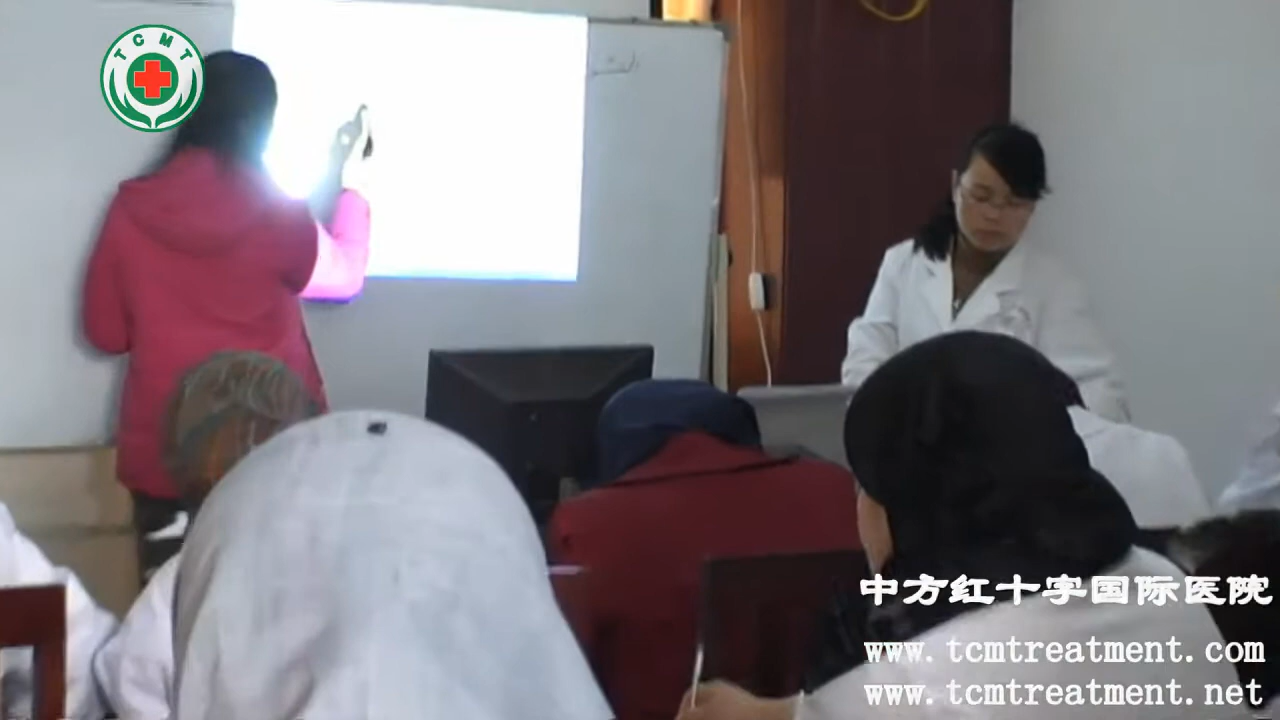 TCMT
中方红十字国际医院
www.tcmtreatment.com
www.tcmtreatment.net